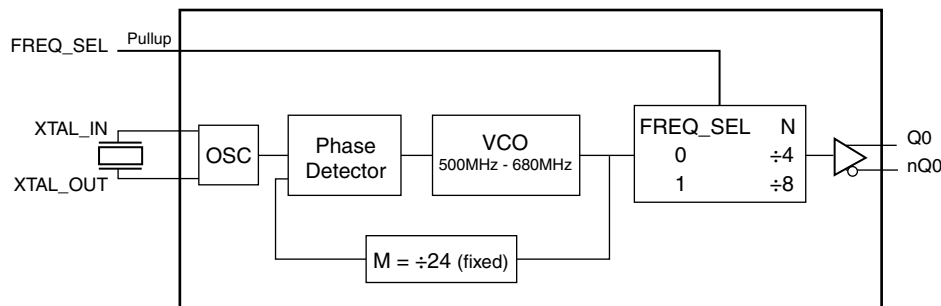 FREQ_SEL Pullup
XTAL_IN
XTAL_OUT
OSC
Phase
Detector
VCO
500MHz - 680MHz
FREQ_SEL N
0 ÷4
1 ÷8
Q0
nQ0
M = ÷24 (fixed)